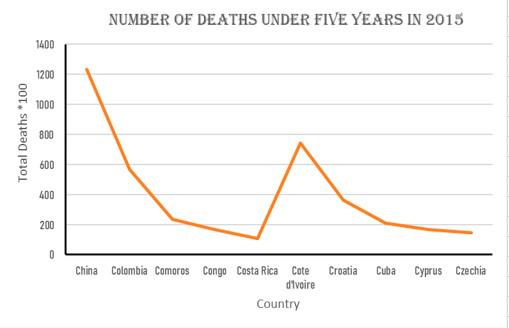 NUMBER OF DEATHS UNDER FIVE YEARS IN 2015
1400
1200
1000
800
600
400
200
0
Total Deaths *100
China Colombia Comoros Congo Costa Rica Cote d'Ivoire Croatia Cuba Cyprus Czechia
Country